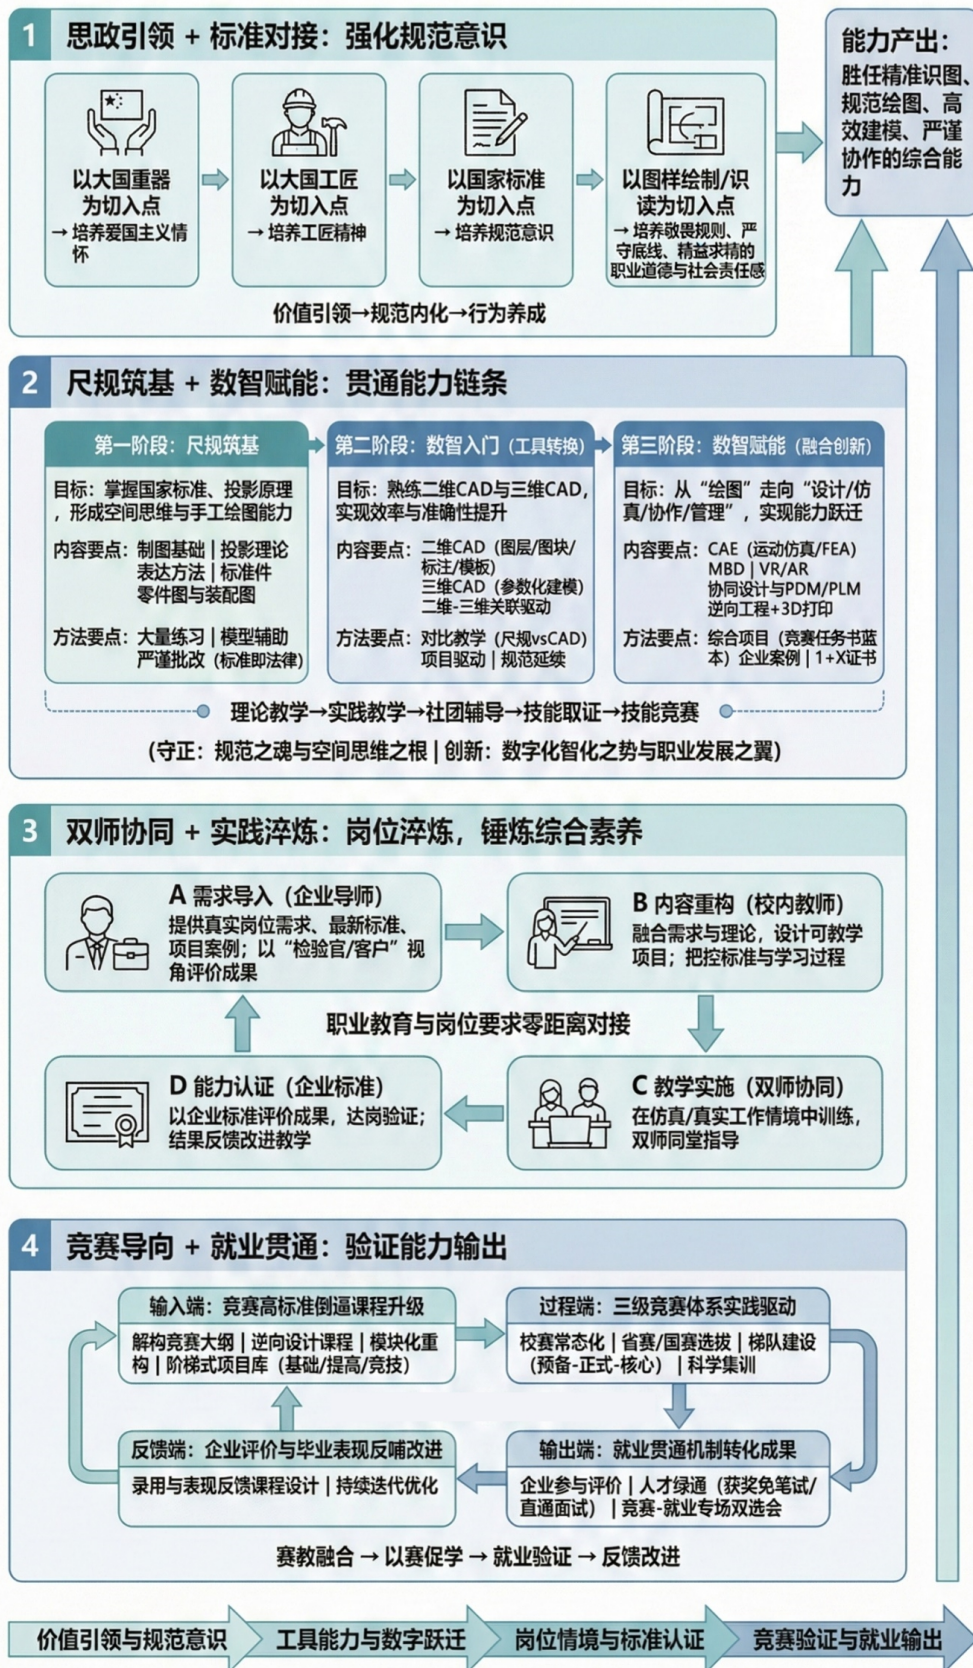 1 思政引领 + 标准对接：强化规范意识
以大国重器
为切入点
→ 培养爱国主义情
怀
以大国工匠
为切入点
→ 培养工匠精神
以国家标准
为切入点
→ 培养规范意识
以图样绘制/识
读为切入点
→ 培养敬畏规则、严
守底线、精益求精的
职业道德与社会责任感
价值引领→规范内化→行为养成
能力产出：
胜任精准识图、
规范绘图、高
效建模、严谨
协作的综合能
力
2 尺规筑基 + 数智赋能：贯通能力链条
第一阶段：尺规筑基
目标：掌握国家标准、投影原理
，形成空间思维与手工绘图能力
内容要点：制图基础 | 投影理论
表达方法 | 标准件
零件图与装配图
方法要点：大量练习 | 模型辅助
严谨批改（标准即法律）
第二阶段：数智入门（工具转换）
目标：熟练二维CAD与三维CAD，
实现效率与准确性提升
内容要点：二维CAD（图层/图块/
标注/模板）
三维CAD（参数化建模）
二维-三维关联驱动
方法要点：对比教学（尺规vsCAD）
项目驱动 | 规范延续
第三阶段：数智赋能（融合创新）
目标：从“绘图”走向“设计/仿
真/协作/管理”，实现能力跃迁
内容要点：CAE（运动仿真/FEA）
MBD | VR/AR
协同设计与PDM/PLM
逆向工程+3D打印
方法要点：综合项目（竞赛任务书蓝
本）企业案例 | 1+X证书
理论教学→实践教学→社团辅导→技能取证→技能竞赛
（守正：规范之魂与空间思维之根 | 创新：数字化智化之势与职业发展之翼）
3 双师协同 + 实践淬炼：岗位淬炼，锤炼综合素养
A 需求导入（企业导师）
提供真实岗位需求、最新标准、
项目案例；以“检验官/客户”视
角评价成果
B 内容重构（校内教师）
融合需求与理论，设计可教学
项目；把控标准与学习过程
职业教育与岗位要求零距离对接
D 能力认证（企业标准）
以企业标准评价成果，达岗验证；
结果反馈改进教学
C 教学实施（双师协同）
在仿真/真实工作情境中训练，
双师同堂指导
4 竞赛导向 + 就业贯通：验证能力输出
输入端：竞赛高标准倒逼课程升级
解构竞赛大纲 | 逆向设计课程 | 模块化重
构 | 阶梯式项目库（基础/提高/竞技）
过程端：三级竞赛体系实践驱动
校赛常态化 | 省赛/国赛选拔 | 梯队建设
（预备-正式-核心） | 科学集训
反馈端：企业评价与毕业表现反哺改进
录用与表现反馈课程设计 | 持续迭代优化
输出端：就业贯通机制转化成果
企业参与评价 | 人才绿通（获奖免笔试/
直通面试） | 竞赛-就业专场双选会
赛教融合 → 以赛促学 → 就业验证 → 反馈改进
价值引领与规范意识
工具能力与数字跃迁
岗位情境与标准认证
竞赛验证与就业输出